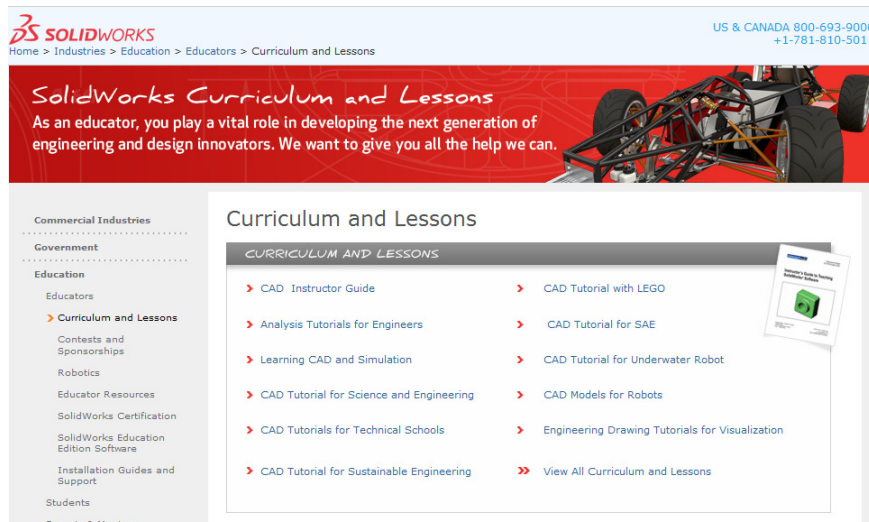 3S SOLIDWORKS
US & CANADA 800-693-9000
+1-781-810-501
Home > Industries > Education > Educators > Curriculum and Lessons
SolidWorks Curriculum and Lessons
As an educator, you play a vital role in developing the next generation of
engineering and design innovators. We want to give you all the help we can.
Commercial Industries
Government
Education
Educators
Curriculum and Lessons
Contests and
Sponsorships
Robotics
Educator Resources
SolidWorks Certification
SolidWorks Education
Edition Software
Installation Guides and
Support
Students
Curriculum and Lessons
CURRICULUM AND LESSONS
CAD Instructor Guide
CAD Tutorial with LEGO
Analysis Tutorials for Engineers
CAD Tutorial for SAE
Learning CAD and Simulation
CAD Tutorial for Underwater Robot
CAD Tutorial for Science and Engineering
CAD Models for Robots
CAD Tutorials for Technical Schools
Engineering Drawing Tutorials for Visualization
CAD Tutorial for Sustainable Engineering
View All Curriculum and Lessons
Instructor's Guide to Teaching
SolidWorks Software